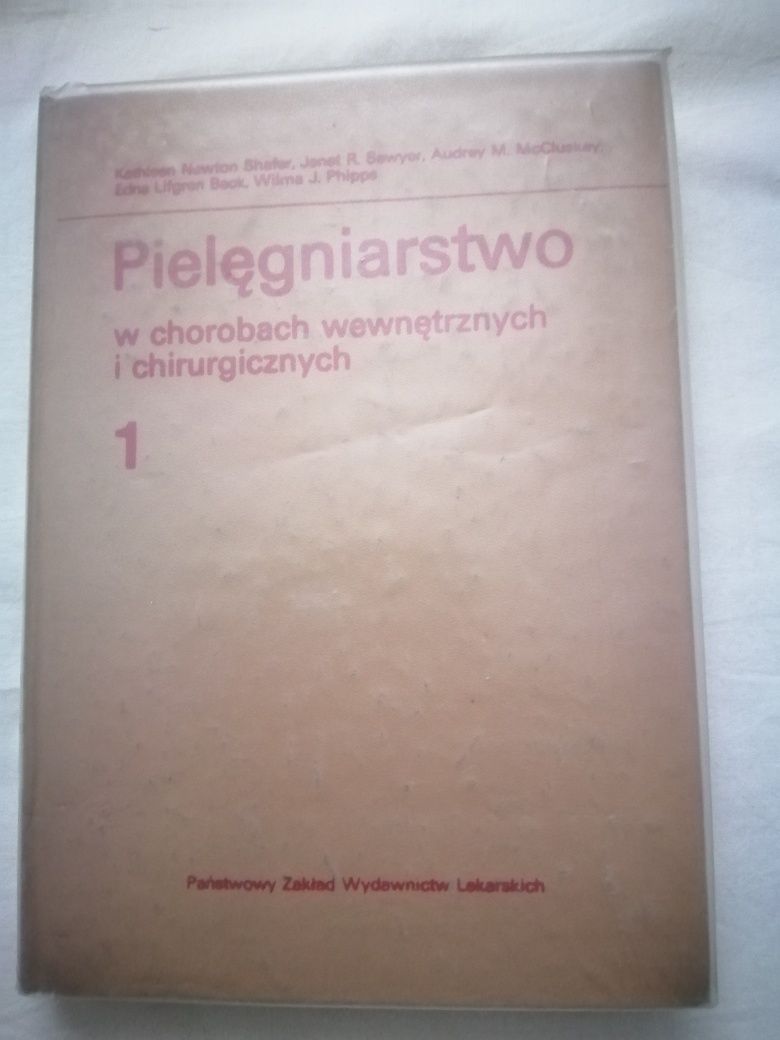 Kathleen Newton Shafer, Janet R. Sawyer, Audrey M. McCluskey,
Edna Lifgren Beck, Wilma J. Phipps
Pielęgniarstwo
w chorobach wewnętrznych
i chirurgicznych
1
Państwowy Zakład Wydawnictw Lekarskich